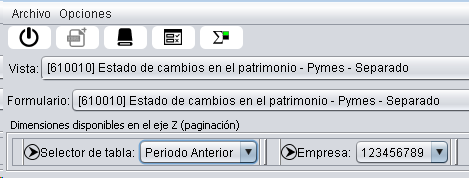 Archivo Opciones
Vista: [610010] Estado de cambios en el patrimonio - Pymes - Separado
Formulario: [610010] Estado de cambios en el patrimonio - Pymes - Separado
Dimensiones disponibles en el eje Z (paginación)
Selector de tabla: Periodo Anterior Empresa: 123456789